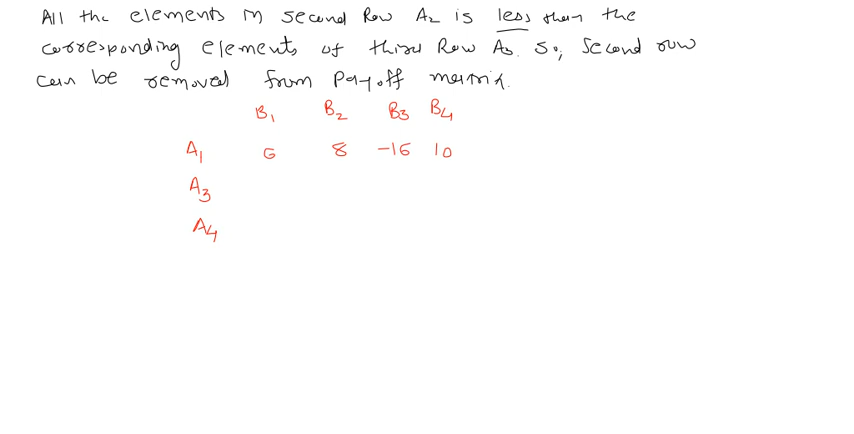 All the elements in second Row A2 is less than the
corresponding elements of third Row A3. So, Second row
can be removed from Payoff matrix.
B1 B2 B3 B4
A1 6 8 -16 10
A3
A4